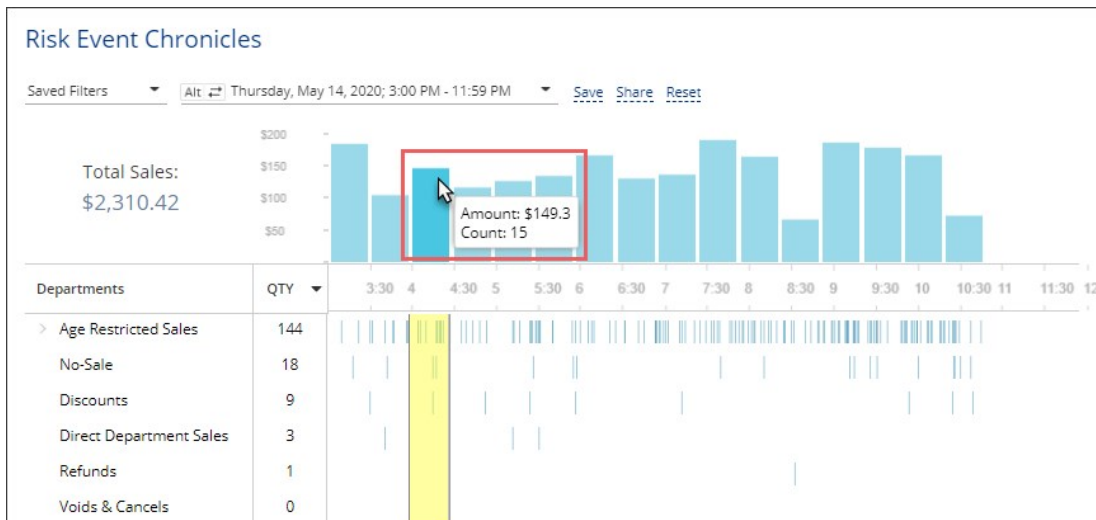 Risk Event Chronicles
Saved Filters Alt ⇄ Thursday, May 14, 2020; 3:00 PM - 11:59 PM Save Share Reset
$200
Total Sales: $150
$2,310.42 $100
$50
Amount: $149.3
Count: 15
Departments QTY 3:30 4 4:30 5 5:30 6 6:30 7 7:30 8 8:30 9 9:30 10 10:30 11 11:30 12
Age Restricted Sales 144
No-Sale 18
Discounts 9
Direct Department Sales 3
Refunds 1
Voids & Cancels 0